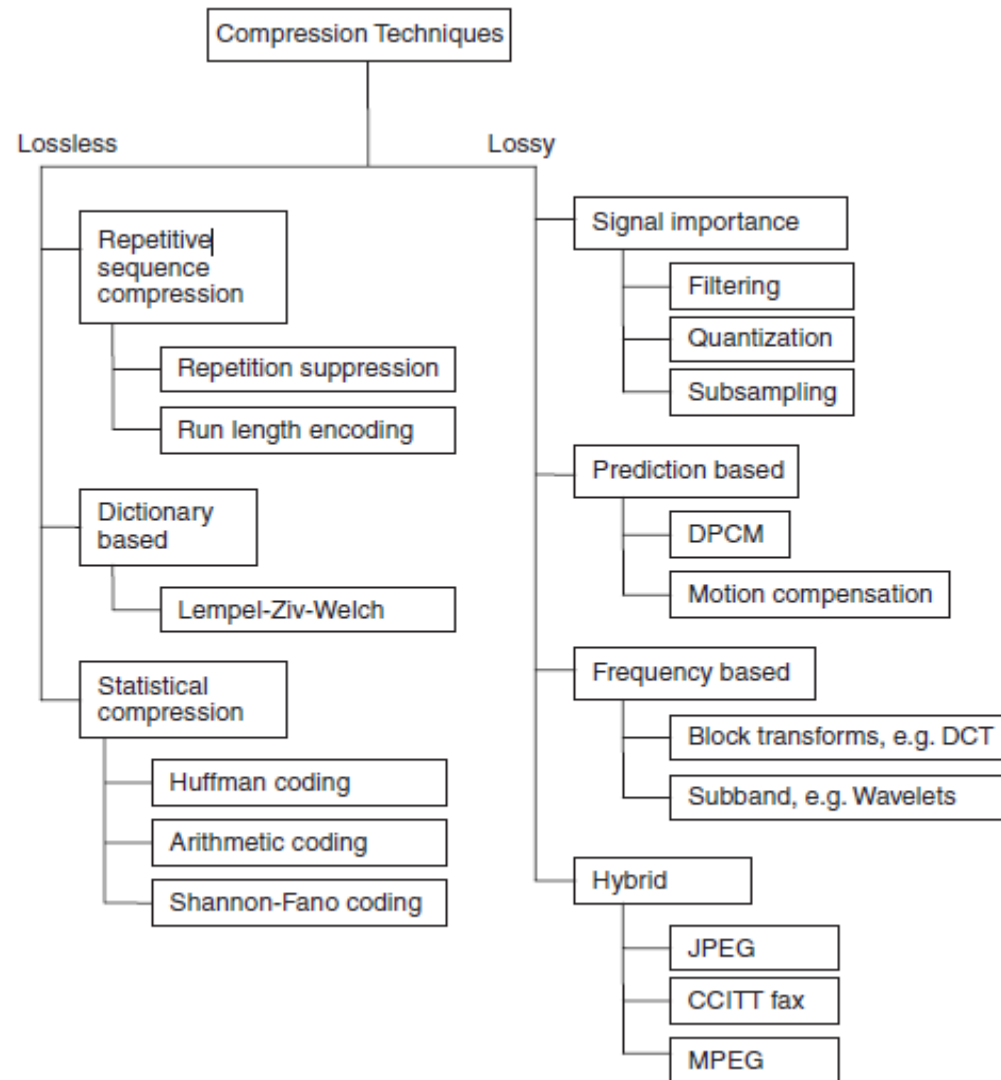 Compression Techniques
Lossless
Lossy
Repetitive
sequence
compression
Repetition suppression
Run length encoding
Dictionary
based
Lempel-Ziv-Welch
Statistical
compression
Huffman coding
Arithmetic coding
Shannon-Fano coding
Signal importance
Filtering
Quantization
Subsampling
Prediction based
DPCM
Motion compensation
Frequency based
Block transforms, e.g. DCT
Subband, e.g. Wavelets
Hybrid
JPEG
CCITT fax
MPEG